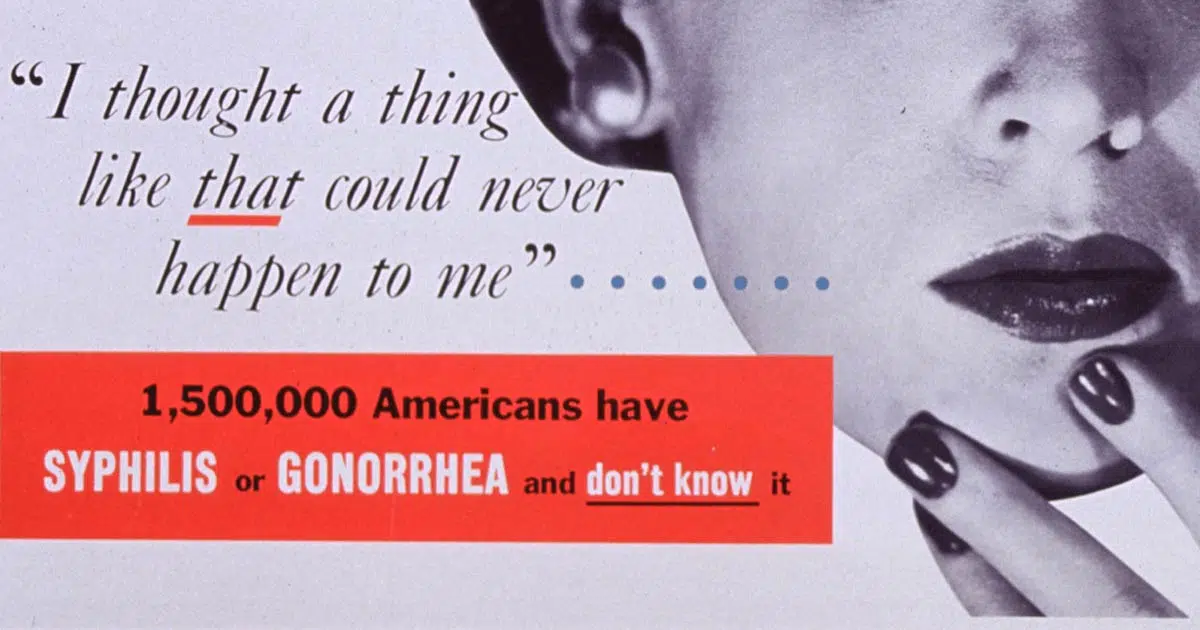 “I thought a thing
like that could never
happen to me”.......
1,500,000 Americans have
SYPHILIS or GONORRHEA and don't know it